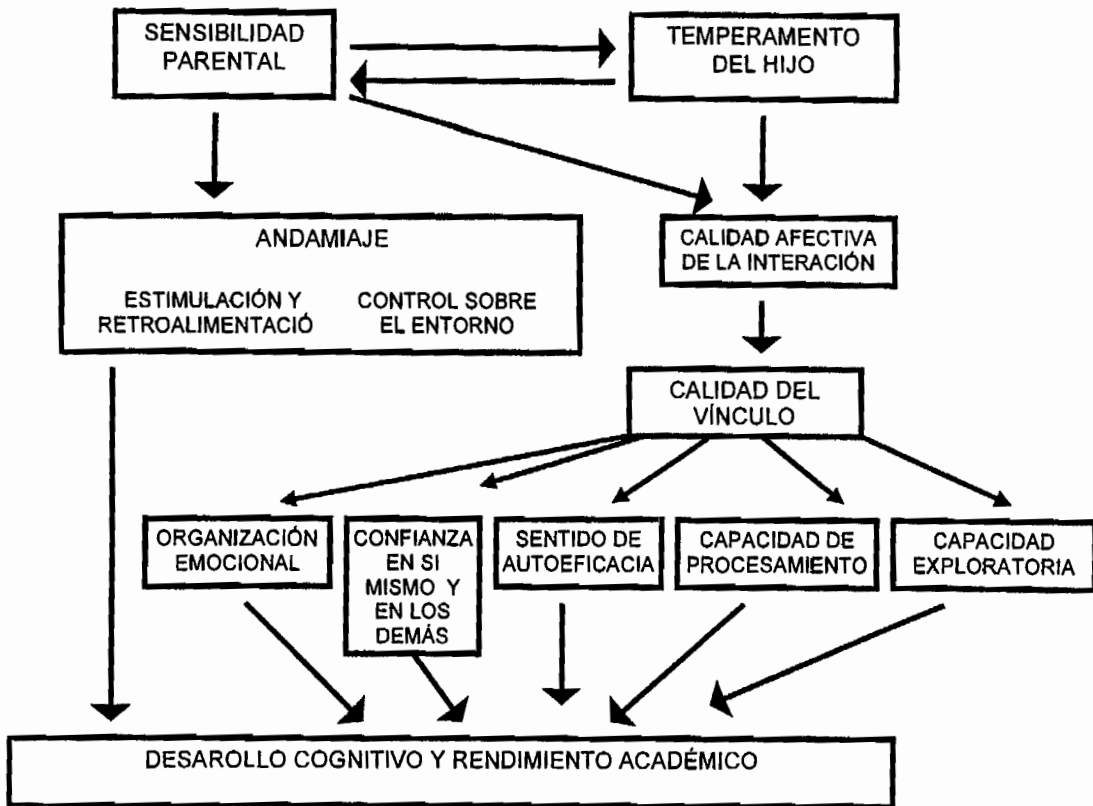 SENSIBILIDAD
PARENTAL
TEMPERAMENTO
DEL HIJO
ANDAMIAJE
ESTIMULACIÓN Y
RETROALIMENTACIÓ
CONTROL SOBRE
EL ENTORNO
CALIDAD AFECTIVA
DE LA INTERACIÓN
CALIDAD DEL
VÍNCULO
ORGANIZACIÓN
EMOCIONAL
CONFIANZA
EN SI
MISMO Y
EN LOS
DEMÁS
SENTIDO DE
AUTOEFICACIA
CAPACIDAD DE
PROCESAMIENTO
CAPACIDAD
EXPLORATORIA
DESAROLLO COGNITIVO Y RENDIMIENTO ACADÉMICO